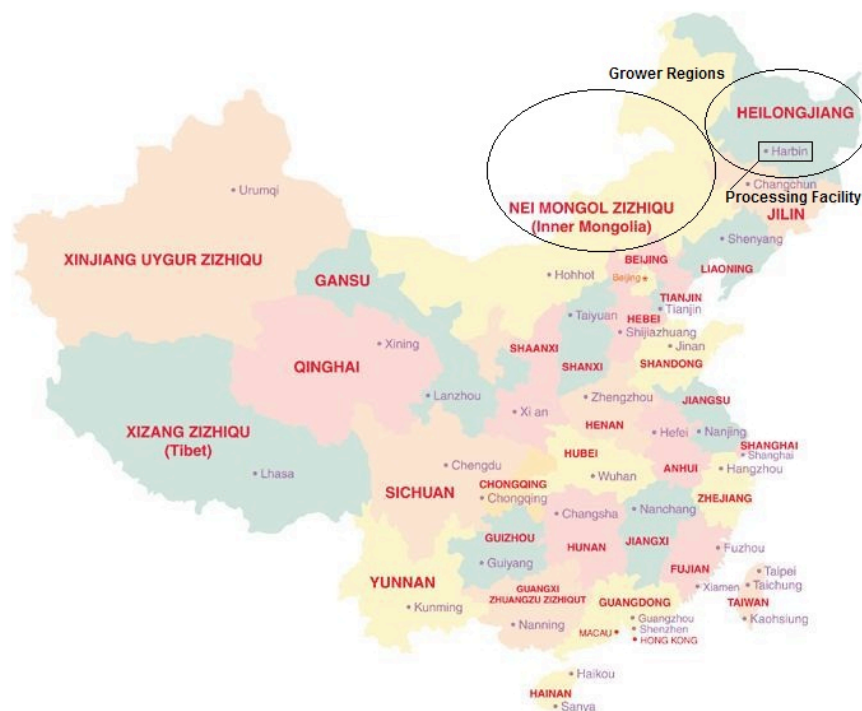 Grower Regions
HEILONGJIANG
Harbin
Changchun
Processing Facility
JILIN
Urumqi
NEI MONGOL ZIZHIQU
(Inner Mongolia)
Shenyang
XINJIANG UYGUR ZIZHIQU
GANSU
Hohhot
BEIJING
Beijing
LIAONING
TIANJIN
Tianjin
Taiyuan
HEBEI
Shijiazhuang
Xining
SHAANXI
SHANXI
Jinan
SHANDONG
QINGHAI
Lanzhou
Zhengzhou
JIANGSU
Xi an
HENAN
Hefei
Nanjing
XIZANG ZIZHIQU
(Tibet)
SHANGHAI
Shanghai
HUBEI
Chengdu
Lhasa
Wuhan
ANHUI
Hangzhou
SICHUAN
CHONGQING
Chongqing
ZHEJIANG
Changsha
Nanchang
GUIZHOU
HUNAN
JIANGXI
Fuzhou
Guiyang
FUJIAN
Taipei
YUNNAN
GUANGXI
ZHUANGZU ZIZHIQUT
Xiamen
Taichung
Kunming
GUANGDONG
TAIWAN
Nanning
Guangzhou
Kaohsiung
MACAU
Shenzhen
HONG KONG
Haikou
HAINAN
Sanya